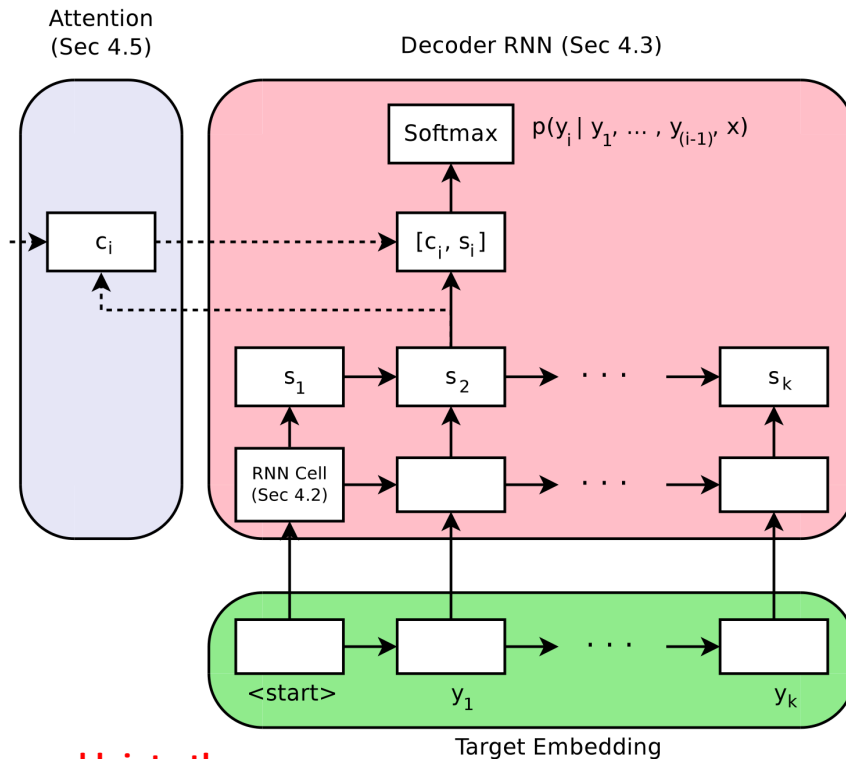 Attention
(Sec 4.5)
Decoder RNN (Sec 4.3)
Softmax
p(y_i | y_1, ... , y_(i-1), x)
c_i
[c_i, s_i]
s_1
s_2
. . .
s_k
RNN Cell
(Sec 4.2)
. . .
. . .
<start>
y_1
y_k
Target Embedding